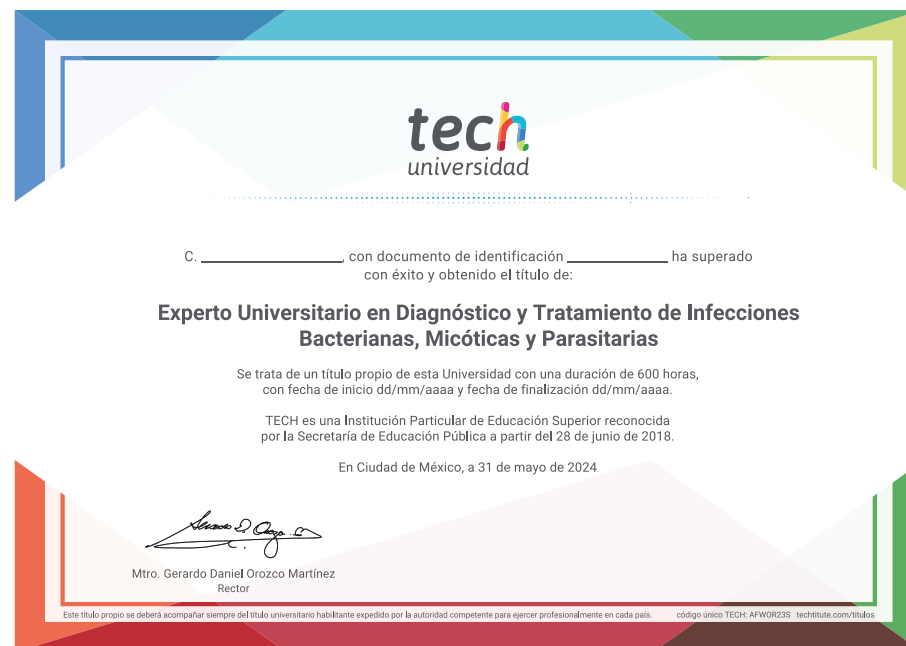 tech
universidad
C. ____________________, con documento de identificación ______________ ha superado
con éxito y obtenido el título de:
Experto Universitario en Diagnóstico y Tratamiento de Infecciones
Bacterianas, Micóticas y Parasitarias
Se trata de un título propio de esta Universidad con una duración de 600 horas,
con fecha de inicio dd/mm/aaaa y fecha de finalización dd/mm/aaaa.
TECH es una Institución Particular de Educación Superior reconocida
por la Secretaría de Educación Pública a partir del 28 de junio de 2018.
En Ciudad de México, a 31 de mayo de 2024
Mtro. Gerardo Daniel Orozco Martínez
Rector
Este título propio se deberá acompañar siempre del título universitario habilitante expedido por la autoridad competente para ejercer profesionalmente en cada país. código único TECH: AFWOR23S techtitute.com/titulos